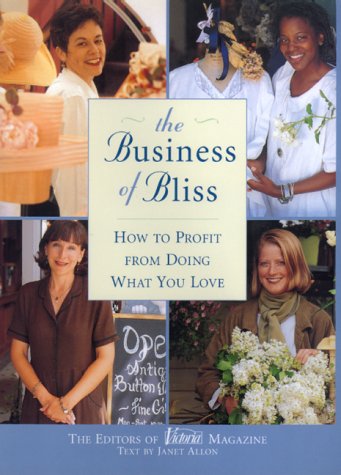 the
Business
of Bliss
HOW TO PROFIT
FROM DOING
WHAT YOU LOVE
Ope
Antiq
Button &
Fine
THE EDITORS OF Victoria MAGAZINE
TEXT BY JANET ALLON